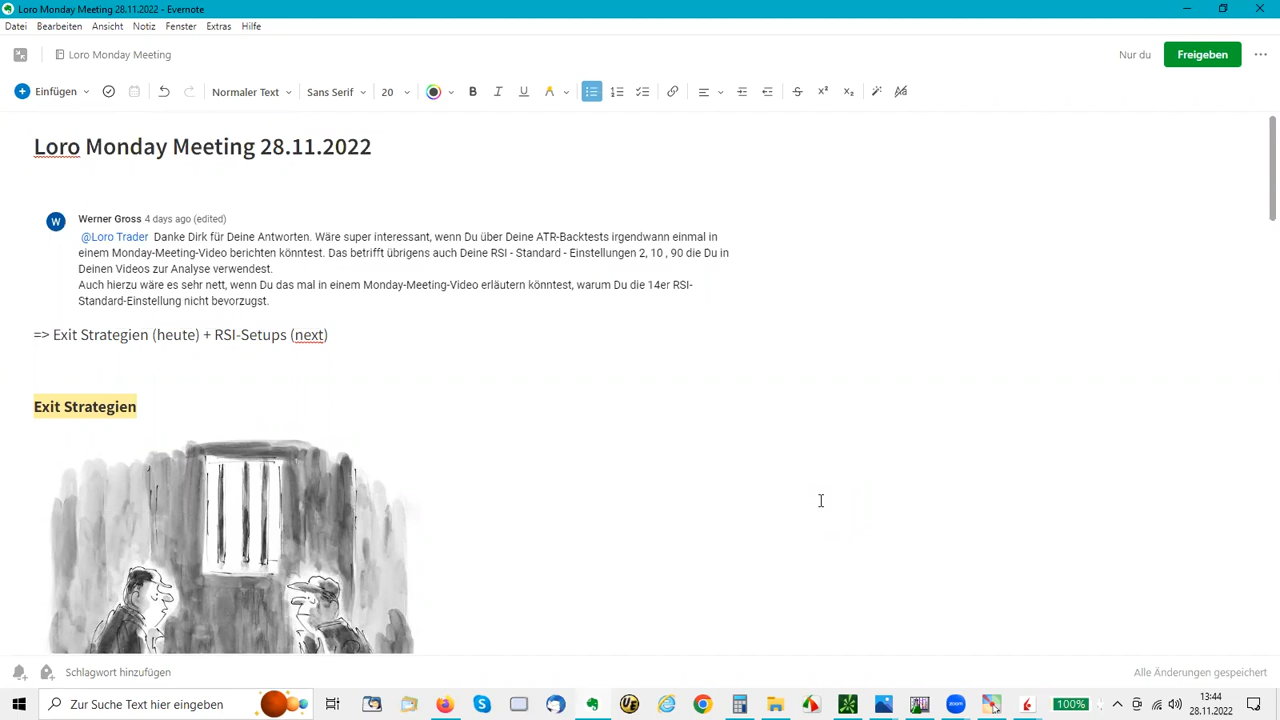 Loro Monday Meeting 28.11.2022 - Evernote
Datei Bearbeiten Ansicht Notiz Fenster Extras Hilfe
Loro Monday Meeting Nur du Freigeben
Einfügen Normaler Text Sans Serif 20 B I U A
Loro Monday Meeting 28.11.2022
W Werner Gross 4 days ago (edited)
@Loro Trader Danke Dirk für Deine Antworten. Wäre super interessant, wenn Du über Deine ATR-Backtests irgendwann einmal in
einem Monday-Meeting-Video berichten könntest. Das betrifft übrigens auch Deine RSI - Standard - Einstellungen 2, 10 , 90 die Du in
Deinen Videos zur Analyse verwendest.
Auch hierzu wäre es sehr nett, wenn Du das mal in einem Monday-Meeting-Video erläutern könntest, warum Du die 14er RSI-
Standard-Einstellung nicht bevorzugst.
=> Exit Strategien (heute) + RSI-Setups (next)
Exit Strategien
Schlagwort hinzufügen Alle Änderungen gespeichert
Zur Suche Text hier eingeben 100% 13:44
28.11.2022